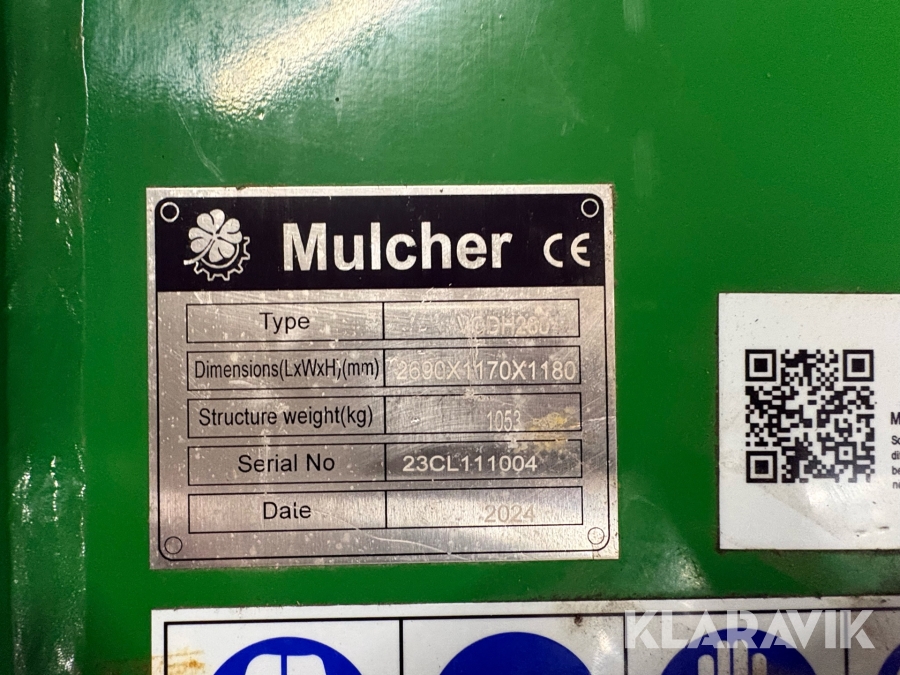 Mulcher CE
Type
Dimensions(LxWxH)(mm) 2690X1170X1180
Structure weight(kg) 1053
Serial No 23CL111004
Date 2024
KLARAVIK